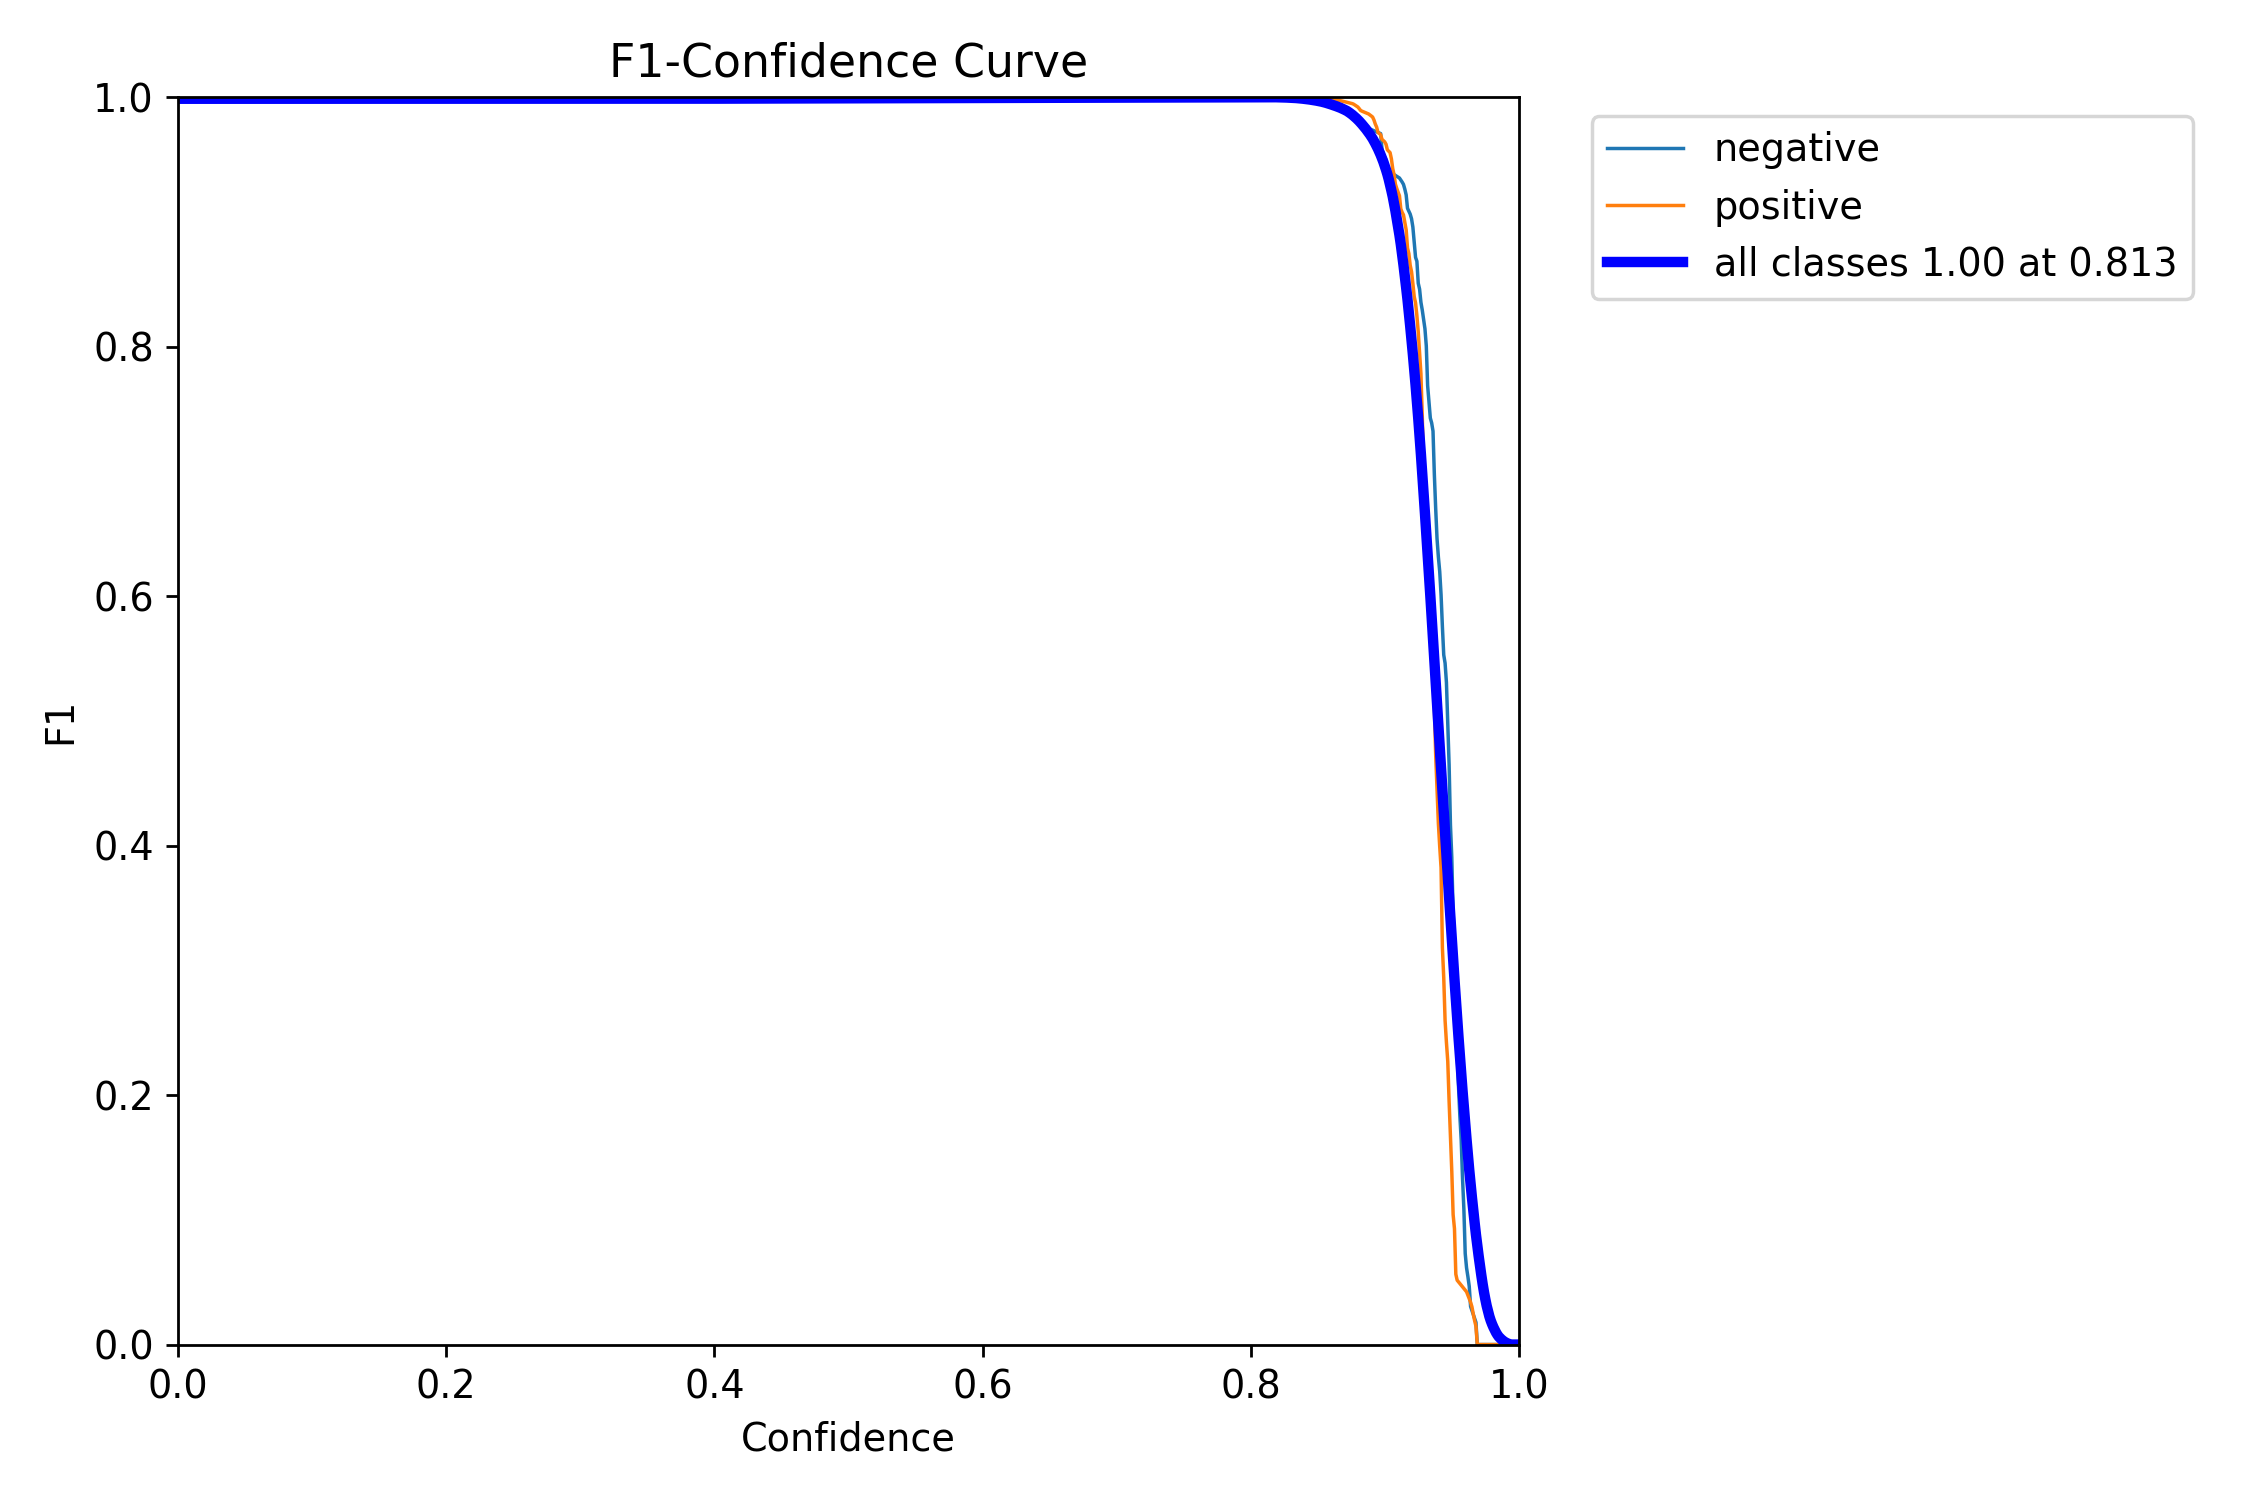 F1-Confidence Curve
1.0
0.8
0.6
0.4
0.2
0.0
F1
0.0 0.2 0.4 0.6 0.8 1.0
Confidence
negative
positive
all classes 1.00 at 0.813